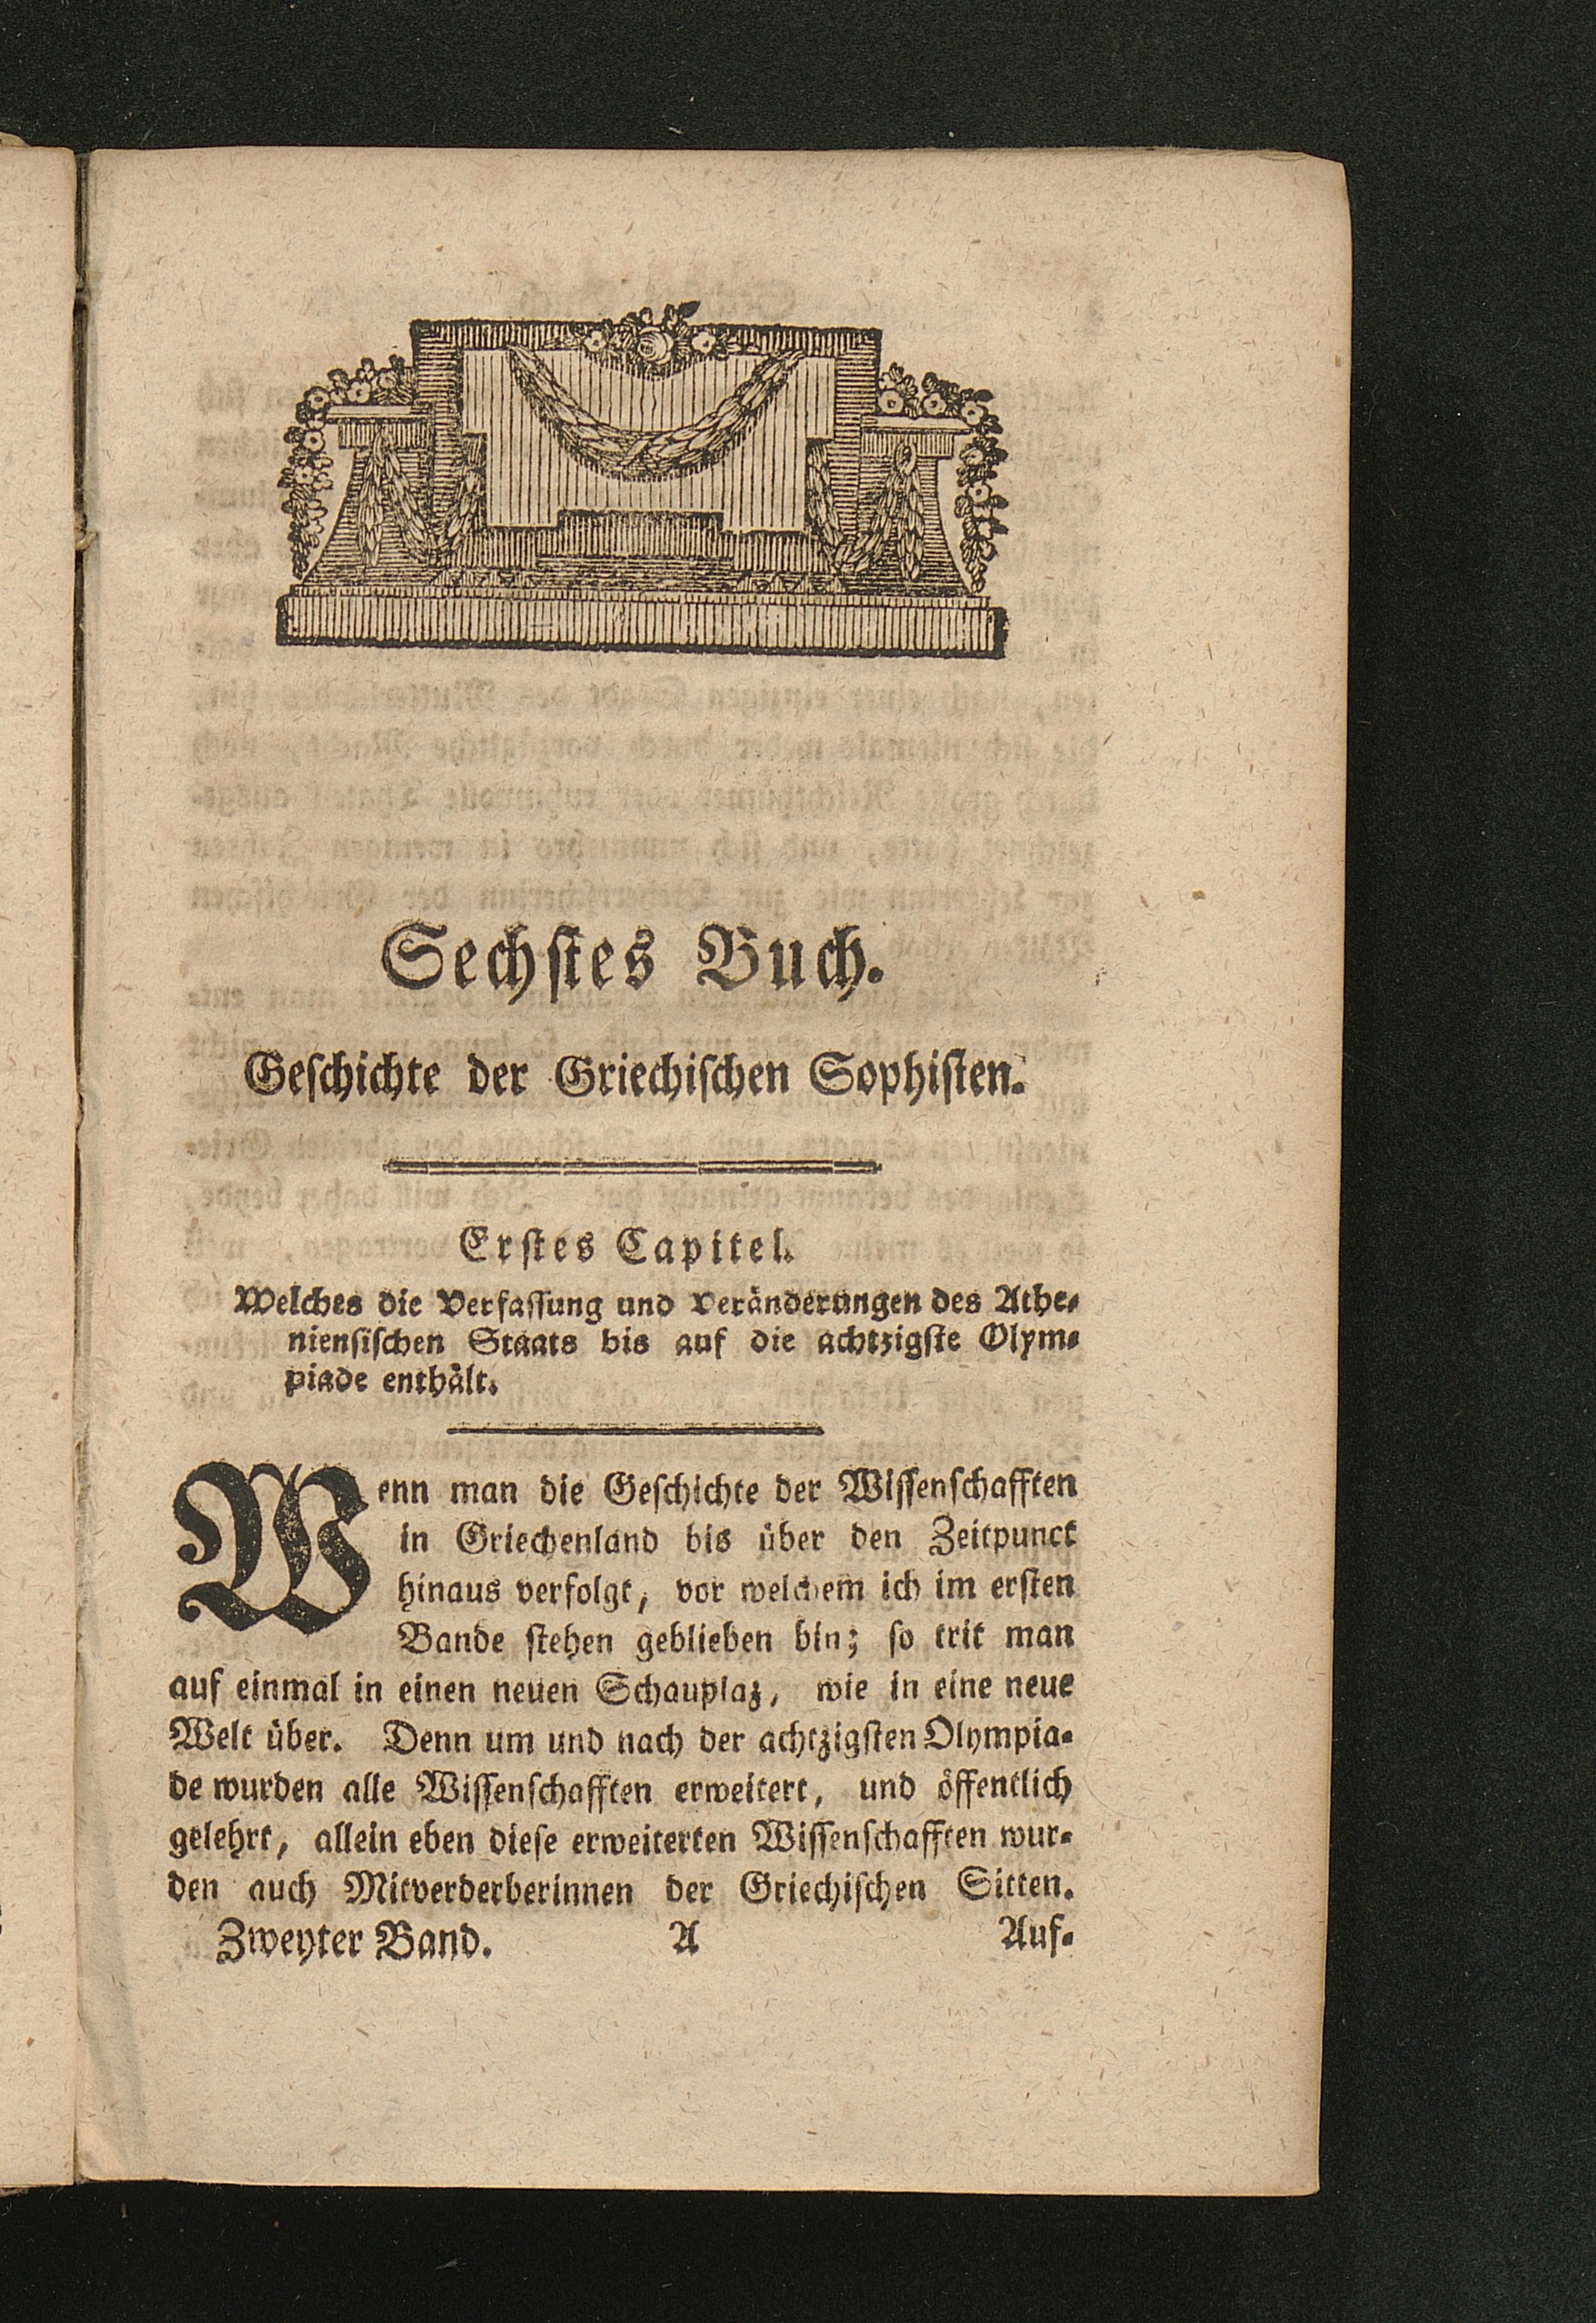 Sechstes Buch.
Geschichte der Griechischen Sophisten.
Erstes Capitel.
Welches die Verfassung und Veränderungen des Athe-
niensischen Staats bis auf die achtzigste Olym-
piade enthält.
Wenn man die Geschichte der Wissenschafften
in Griechenland bis über den Zeitpunct
hinaus verfolgt, vor welchem ich im ersten
Bande stehen geblieben bin; so trit man
auf einmal in einen neuen Schauplaz, wie in eine neue
Welt über. Denn um und nach der achtzigsten Olympia-
de wurden alle Wissenschafften erweitert, und öffentlich
gelehrt, allein eben diese erweiterten Wissenschafften wur-
den auch Mitverderberinnen der Griechischen Sitten.
Zweyter Band. A Auf-